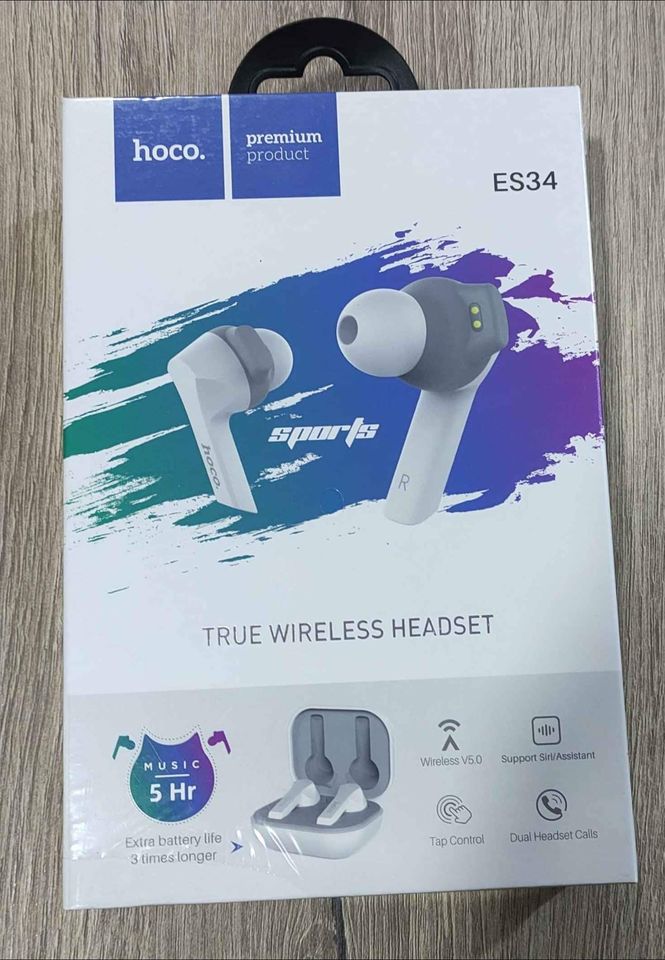 hoco.
premium
product
ES34
sports
hoco.
R
TRUE WIRELESS HEADSET
MUSIC
5 Hr
Extra battery life
3 times longer
Wireless V5.0
Support Siri/Assistant
Tap Control
Dual Headset Calls